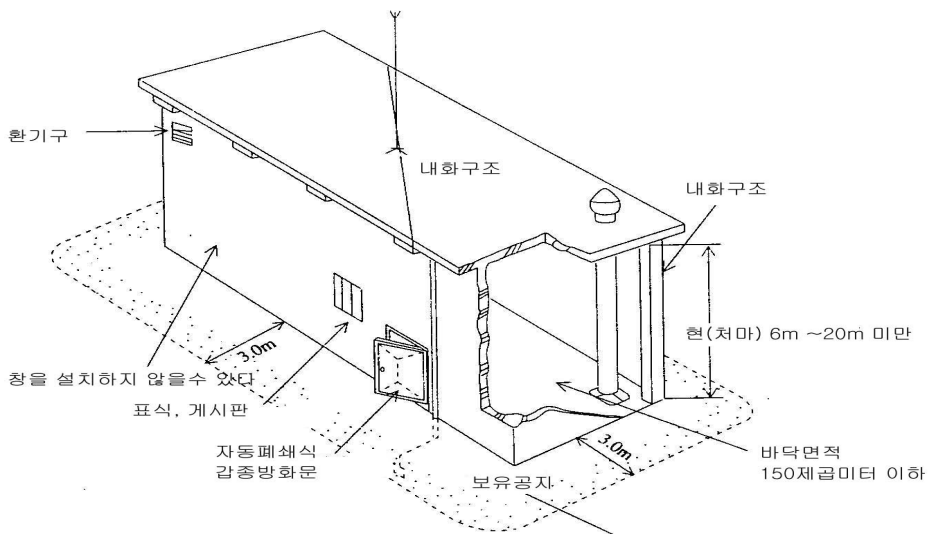 환기구
내화구조
내화구조
현(처마) 6m ~20m 미만
3.0m
창을 설치하지 않을수 있다
표식, 게시판
자동폐쇄식
갑종방화문
3.0m
보유공지
바닥면적
150제곱미터 이하